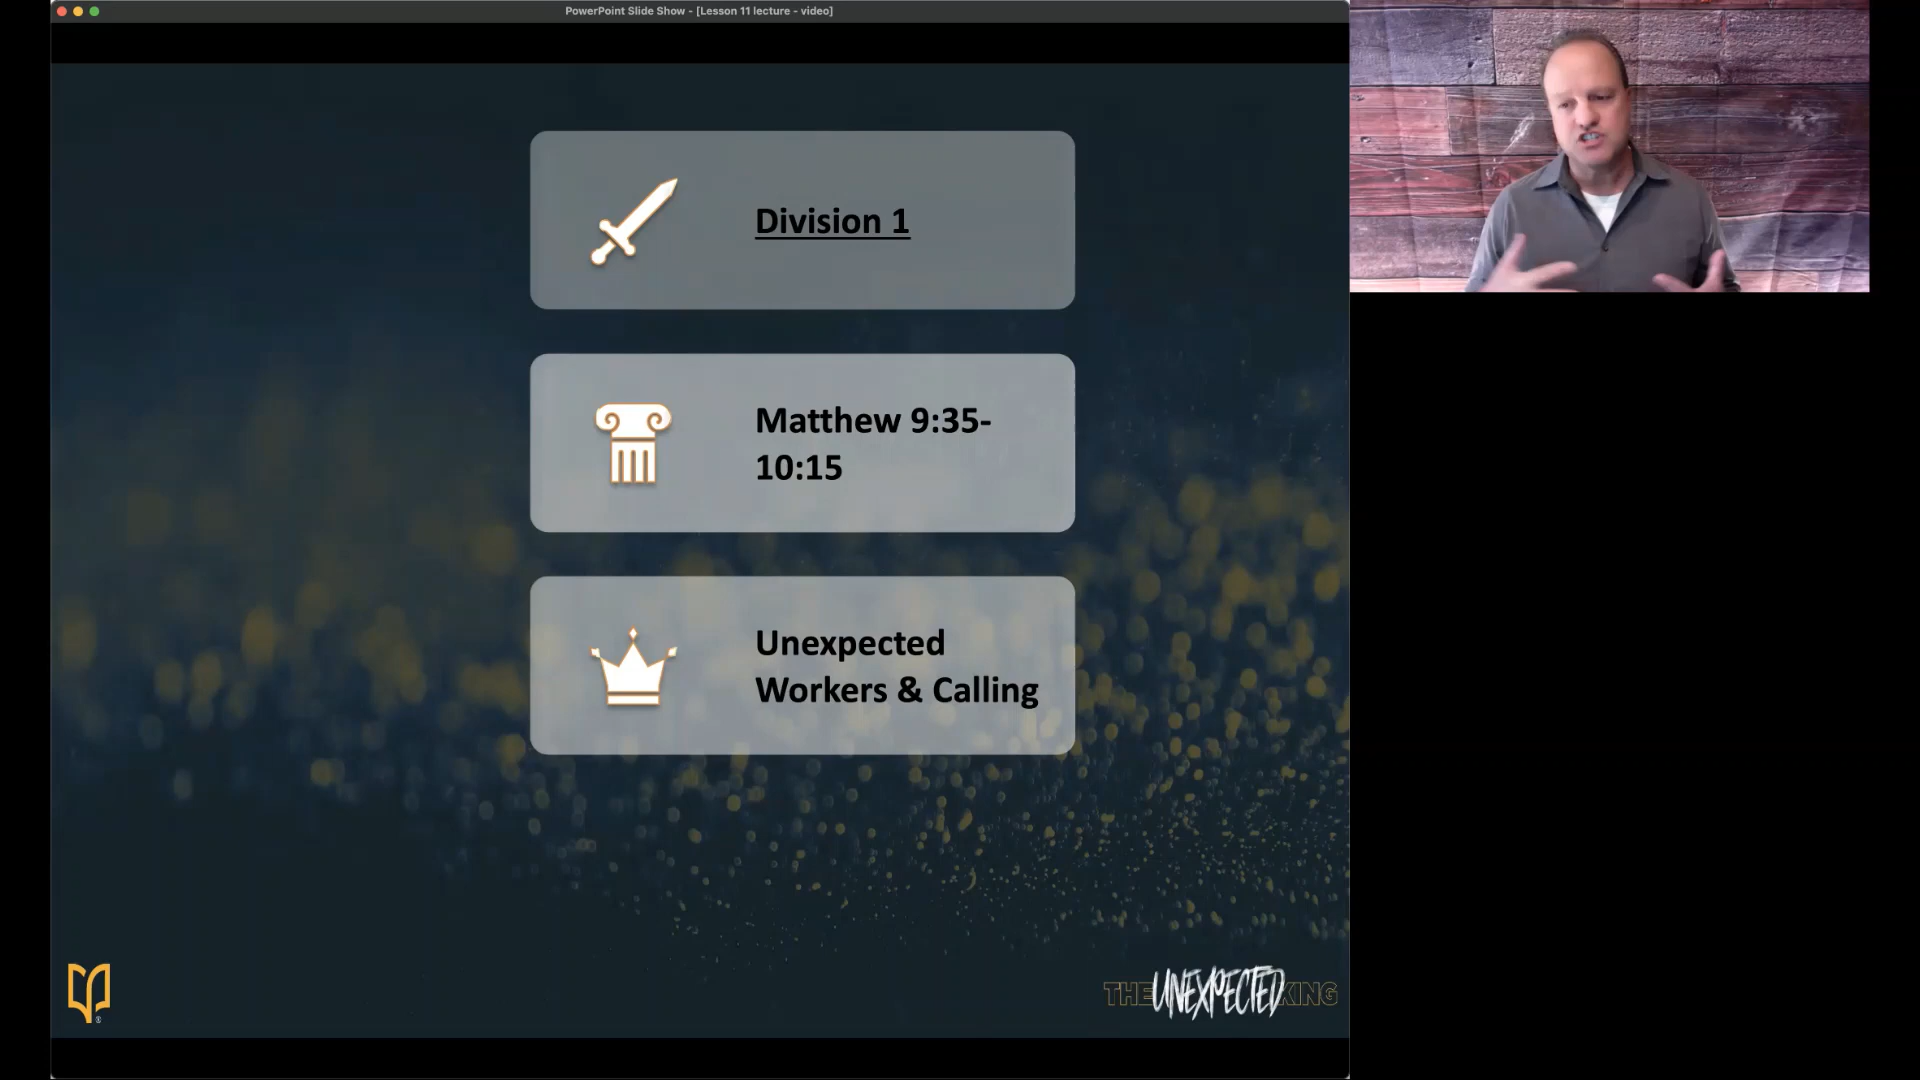 PowerPoint Slide Show - [Lesson 11 lecture - video]
Division 1
Matthew 9:35-
10:15
Unexpected
Workers & Calling
THE UNEXPECTED KING
®